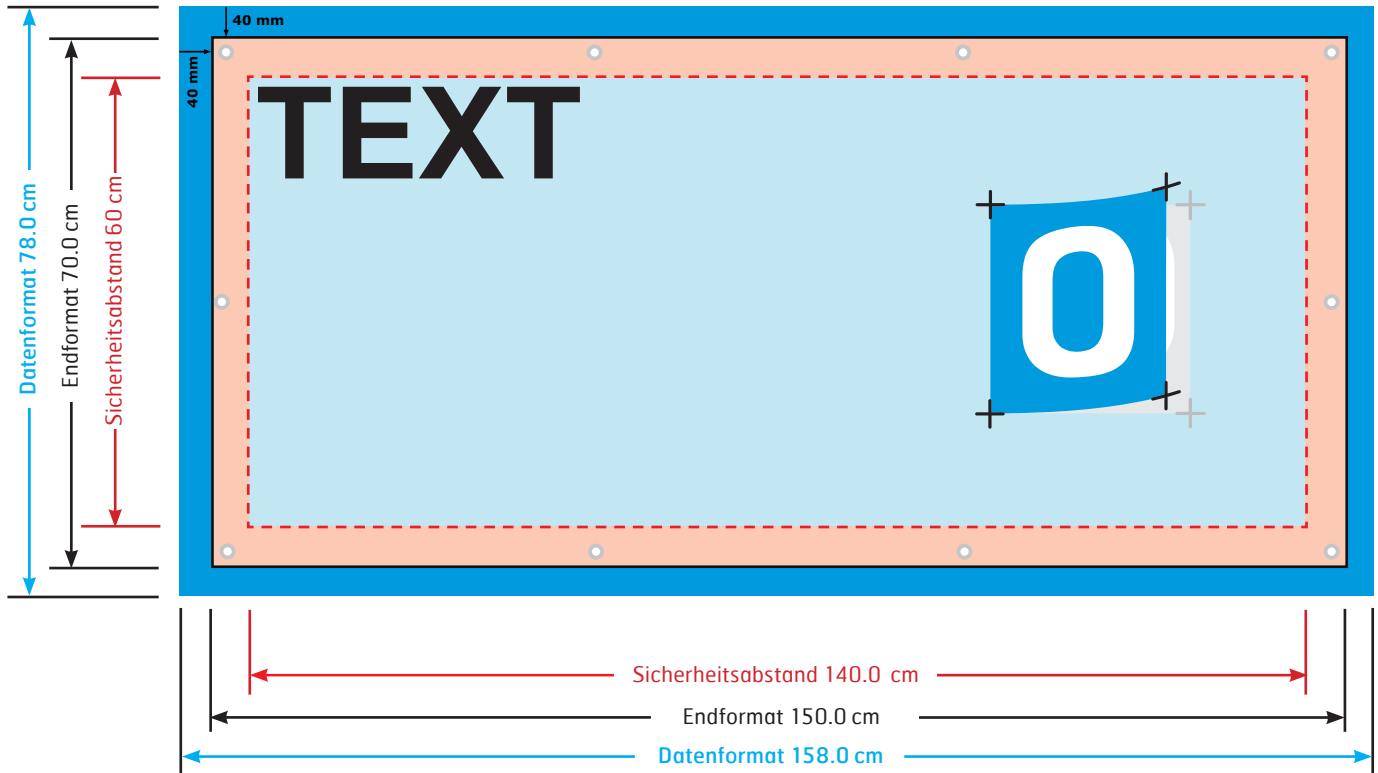 40 mm
40 mm
TEXT
O
Datenformat 78.0 cm
Endformat 70.0 cm
Sicherheitsabstand 60 cm
Sicherheitsabstand 140.0 cm
Endformat 150.0 cm
Datenformat 158.0 cm